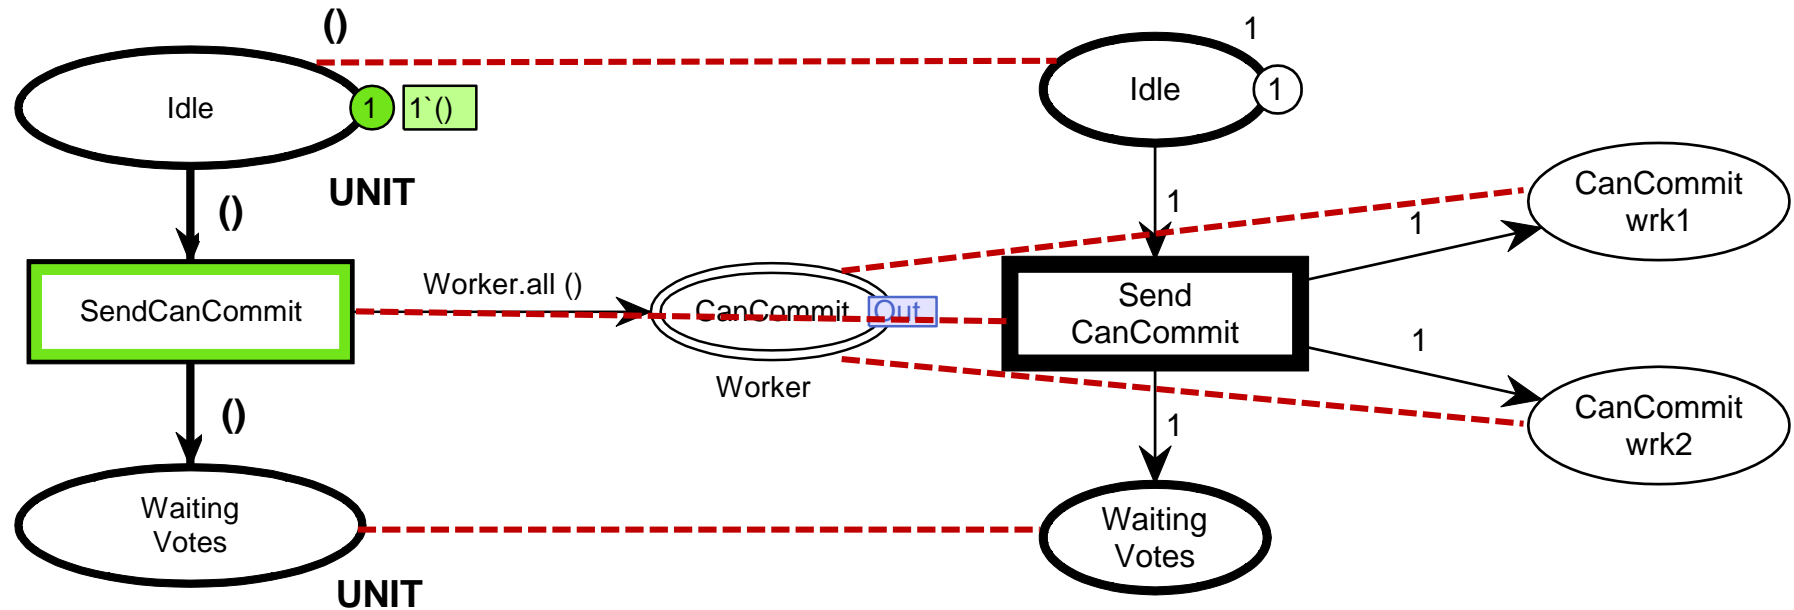 ()
Idle
1
1`()
UNIT
()
SendCanCommit
Worker.all ()
CanCommit
Out
Worker
()
Waiting
Votes
UNIT
1
Idle
1
1
Send
CanCommit
1
CanCommit
wrk1
1
CanCommit
wrk2
1
Waiting
Votes